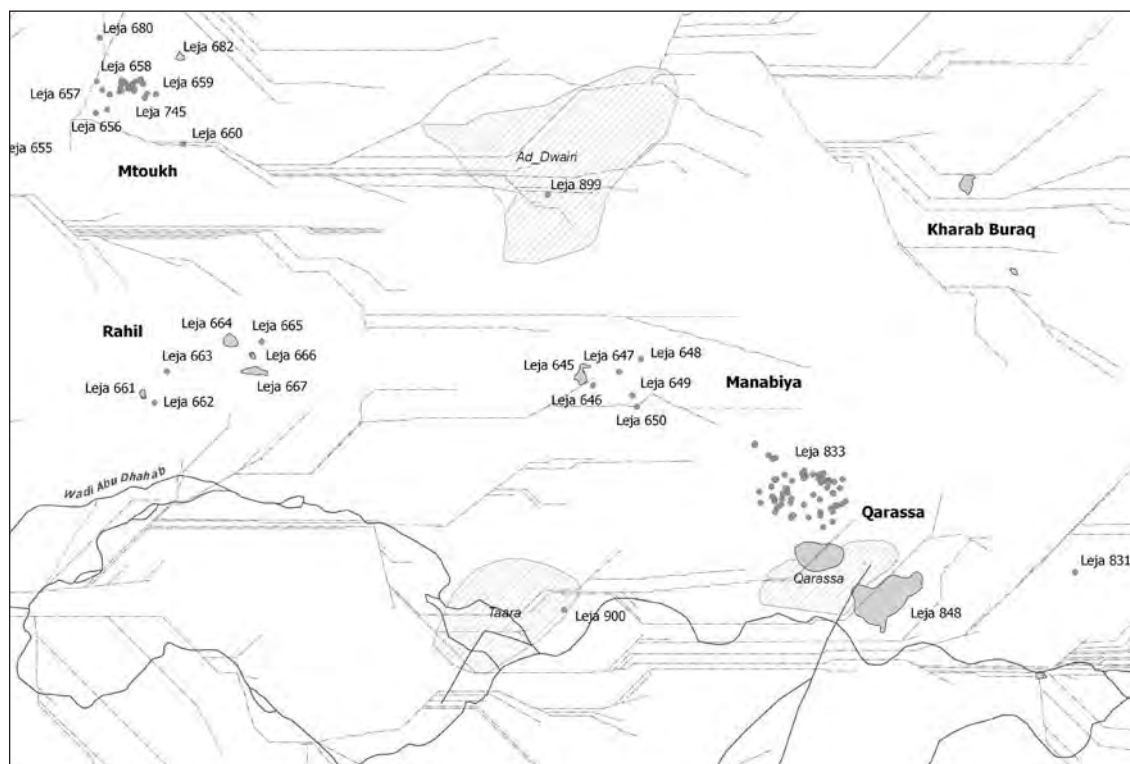 Leja 680
Leja 682
Leja 658
Leja 659
Leja 657
Leja 745
Leja 656
Leja 660
eja 655
Mtoukh
Ad_Dwairi
Leja 899
Kharab Buraq
Rahil
Leja 664
Leja 665
Leja 663
Leja 666
Leja 667
Leja 661
Leja 662
Leja 645
Leja 647
Leja 648
Leja 649
Leja 646
Leja 650
Manabiya
Leja 833
Wadi Abu Dhahab
Qarassa
Leja 831
Qarassa
Taara
Leja 900
Leja 848